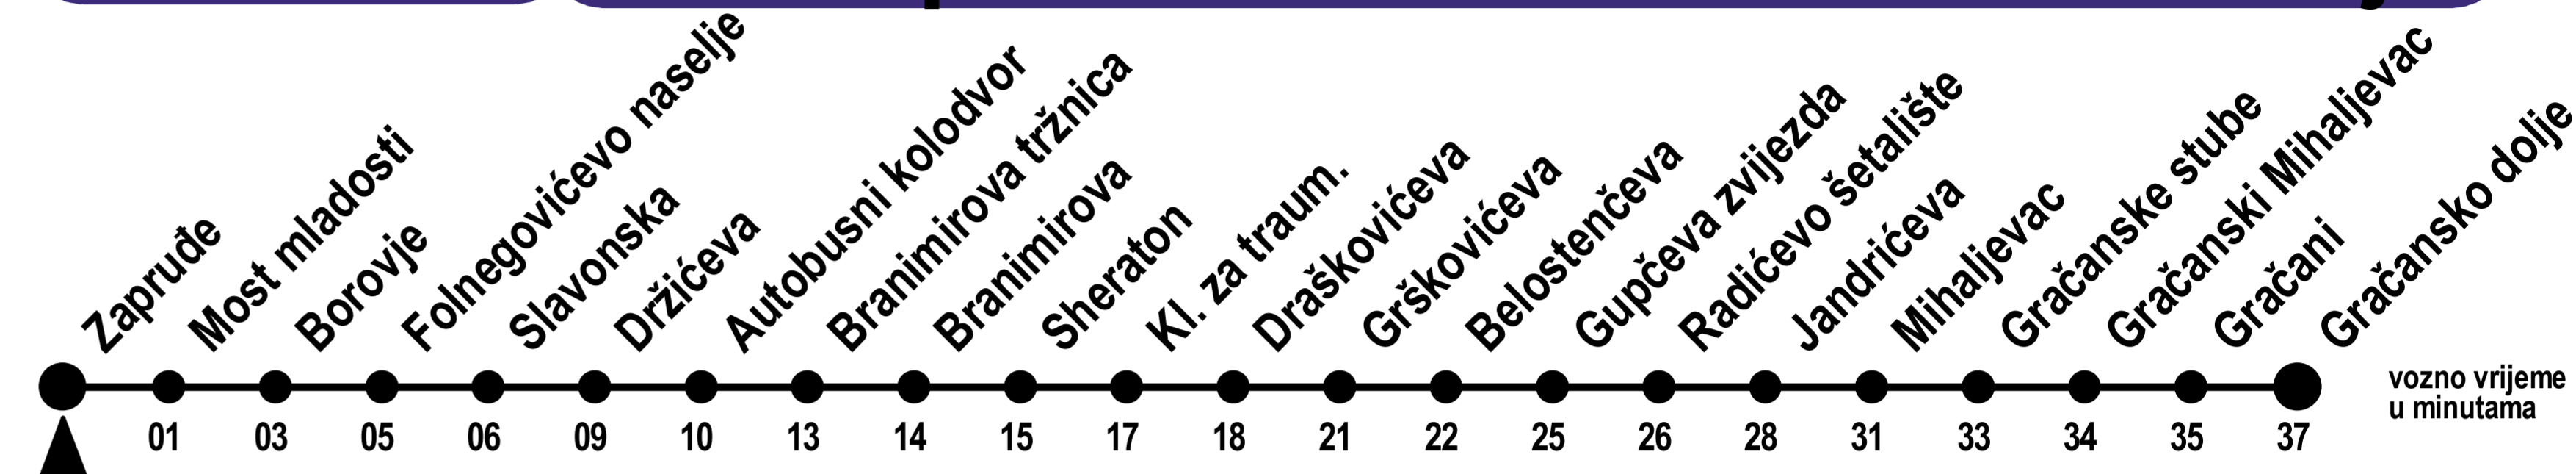 Zapruđe
Most mladosti
Borovje
Folnegovićevo naselje
Slavonska
Držićeva
Autobusni kolodvor
Branimirova tržnica
Branimirova
Sheraton
Kl. za traum.
Draškovićeva
Grškovićeva
Belostenčeva
Gupčeva zvijezda
Radićevo šetalište
Jandrićeva
Mihaljevac
Gračanske stube
Gračanski Mihaljevac
Gračani
Gračansko dolje
vozno vrijeme
u minutama
01 03 05 06 09 10 13 14 15 17 18 21 22 25 26 28 31 33 34 35 37